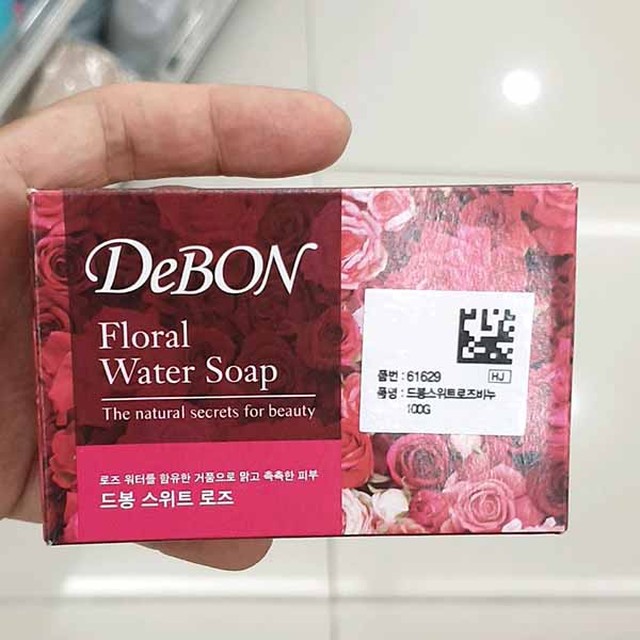 DeBON
Floral
Water Soap
The natural secrets for beauty
로즈 워터를 함유한 거품으로 맑고 촉촉한 피부
드봉 스위트 로즈
품번 : 61629
HJ
품명 : 드봉스위트로즈비누
100G